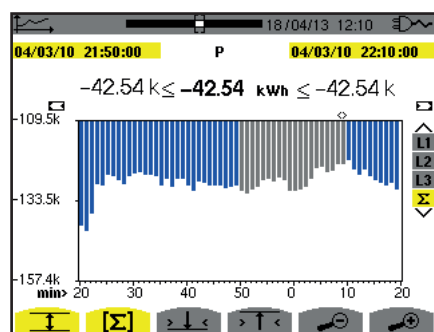 18/04/13 12:10
04/03/10 21:50:00 P 04/03/10 22:10:00
-42.54 k ≤ -42.54 kWh ≤ -42.54 k
-109.5k
L1
L2
L3
Σ
-133.5k
-157.4k
min> 20 30 40 50 0 10 20
[Σ]